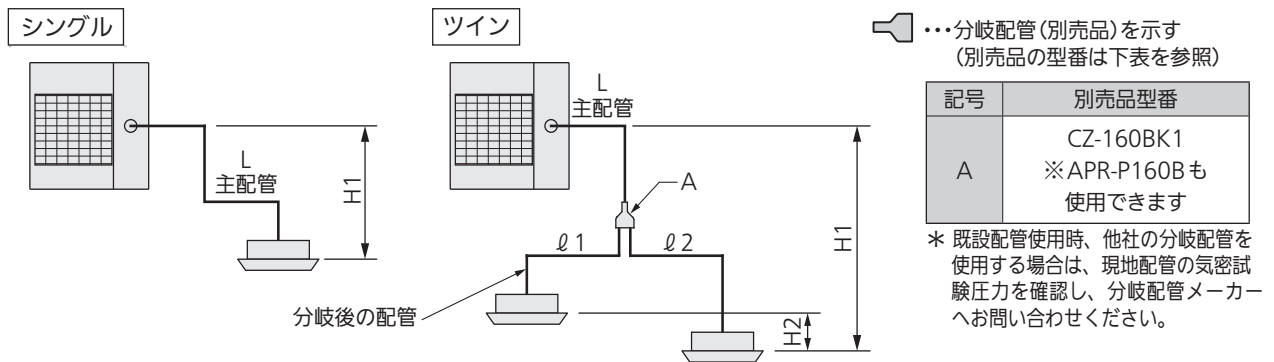 シングル
L
主配管
H1
ツイン
L
主配管
A
ℓ1
ℓ2
分岐後の配管
H2
H1
･･･分岐配管(別売品)を示す
(別売品の型番は下表を参照)
記号 別売品型番
A
CZ-160BK1
※APR-P160Bも
使用できます
＊ 既設配管使用時、他社の分岐配管を
使用する場合は、現地配管の気密試
験圧力を確認し、分岐配管メーカー
へお問い合わせください。